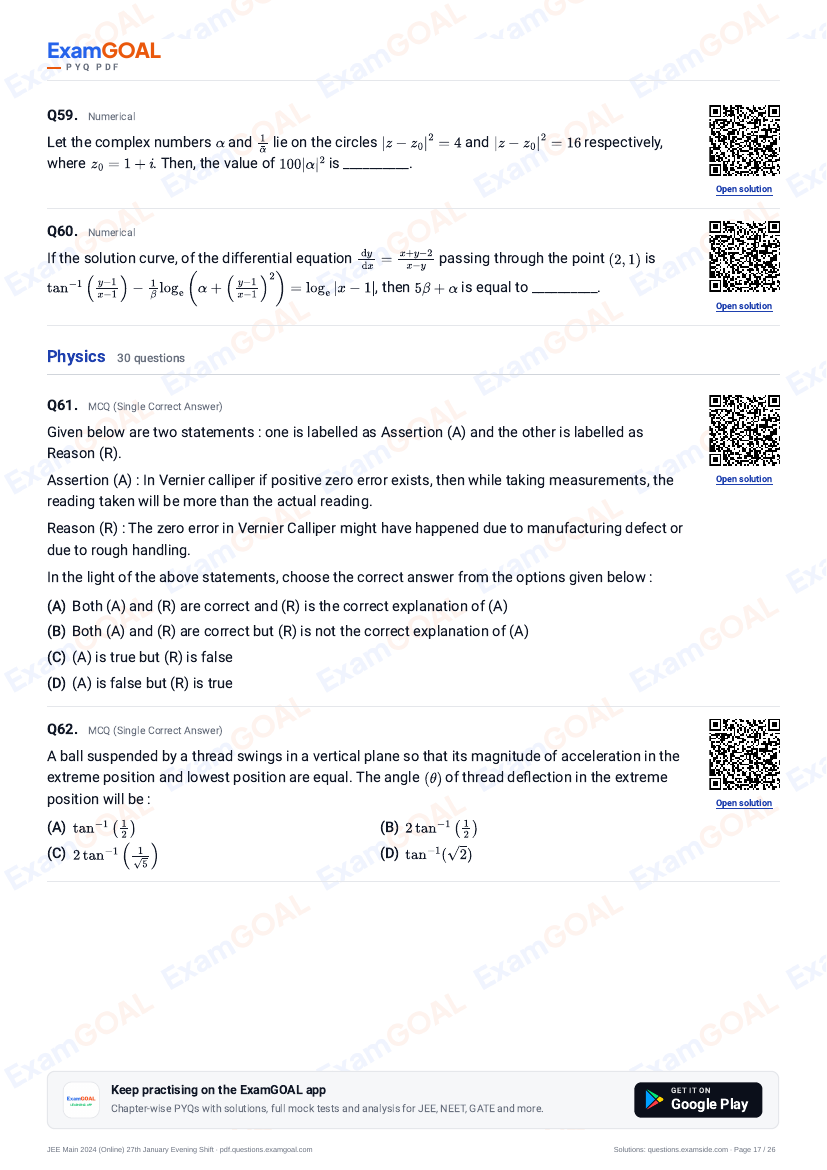 ExamGOAL
PYQ PDF
Q59. Numerical
Let the complex numbers α and 1/ᾱ lie on the circles |z − z₀|² = 4 and |z − z₀|² = 16 respectively,
where z₀ = 1 + i. Then, the value of 100|α|² is __________.
Open solution
Q60. Numerical
If the solution curve, of the differential equation dy/dx = (x+y−2)/(x−y) passing through the point (2, 1) is
tan⁻¹((y−1)/(x−1)) − (1/β) logₑ(α + ((y−1)/(x−1))²) = logₑ |x − 1|, then 5β + α is equal to __________.
Open solution
Physics 30 questions
Q61. MCQ (Single Correct Answer)
Given below are two statements : one is labelled as Assertion (A) and the other is labelled as
Reason (R).
Assertion (A) : In Vernier calliper if positive zero error exists, then while taking measurements, the
reading taken will be more than the actual reading.
Reason (R) : The zero error in Vernier Calliper might have happened due to manufacturing defect or
due to rough handling.
In the light of the above statements, choose the correct answer from the options given below :
(A) Both (A) and (R) are correct and (R) is the correct explanation of (A)
(B) Both (A) and (R) are correct but (R) is not the correct explanation of (A)
(C) (A) is true but (R) is false
(D) (A) is false but (R) is true
Open solution
Q62. MCQ (Single Correct Answer)
A ball suspended by a thread swings in a vertical plane so that its magnitude of acceleration in the
extreme position and lowest position are equal. The angle (θ) of thread deflection in the extreme
position will be :
(A) tan⁻¹(1/2) (B) 2 tan⁻¹(1/2)
(C) 2 tan⁻¹(1/√5) (D) tan⁻¹(√2)
Open solution
ExamGOAL
Keep practising on the ExamGOAL app
Chapter-wise PYQs with solutions, full mock tests and analysis for JEE, NEET, GATE and more.
GET IT ON
Google Play
JEE Main 2024 (Online) 27th January Evening Shift · pdf.questions.examgoal.com
Solutions: questions.examside.com · Page 17 / 26